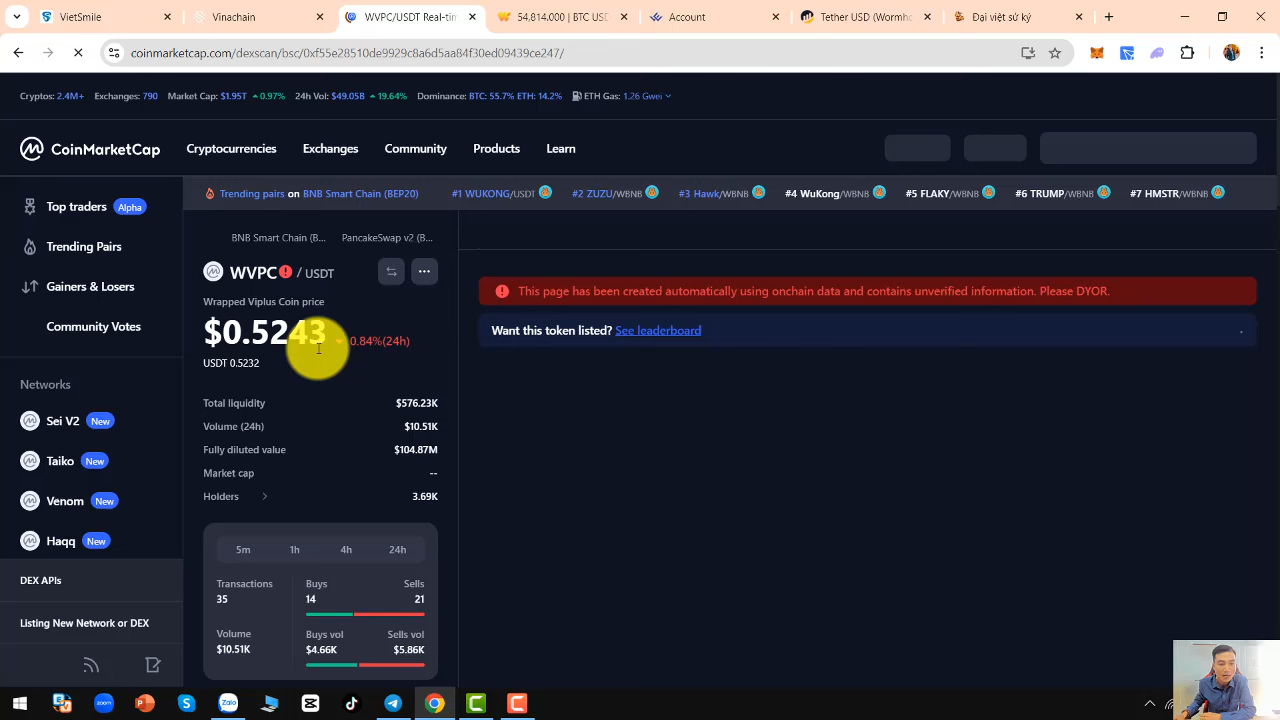 VietSmile
Vinachain
WVPC/USDT Real-tim
54,814.000 | BTC USD
Account
Tether USD (Wormho
Đại việt sử ký
coinmarketcap.com/dexscan/bsc/0xf55e28510de9929c8a6d5aa84f30ed09439ce247/
Cryptos: 2.4M+ Exchanges: 790 Market Cap: $1.95T 0.97% 24h Vol: $49.05B 19.64% Dominance: BTC: 55.7% ETH: 14.2% ETH Gas: 1.26 Gwei
CoinMarketCap Cryptocurrencies Exchanges Community Products Learn
Trending pairs on BNB Smart Chain (BEP20) #1 WUKONG/USDT #2 ZUZU/WBNB #3 Hawk/WBNB #4 WuKong/WBNB #5 FLAKY/WBNB #6 TRUMP/WBNB #7 HMSTR/WBNB
Top traders Alpha
Trending Pairs
Gainers & Losers
Community Votes
Networks
Sei V2 New
Taiko New
Venom New
Haqq New
DEX APIs
Listing New Network or DEX
BNB Smart Chain (B... PancakeSwap v2 (B...
WVPC / USDT
Wrapped Viplus Coin price
$0.5243 0.84%(24h)
USDT 0.5232
Total liquidity $576.23K
Volume (24h) $10.51K
Fully diluted value $104.87M
Market cap --
Holders 3.69K
5m 1h 4h 24h
Transactions Buys Sells
35 14 21
Volume Buys vol Sells vol
$10.51K $4.66K $5.86K
This page has been created automatically using onchain data and contains unverified information. Please DYOR.
Want this token listed? See leaderboard